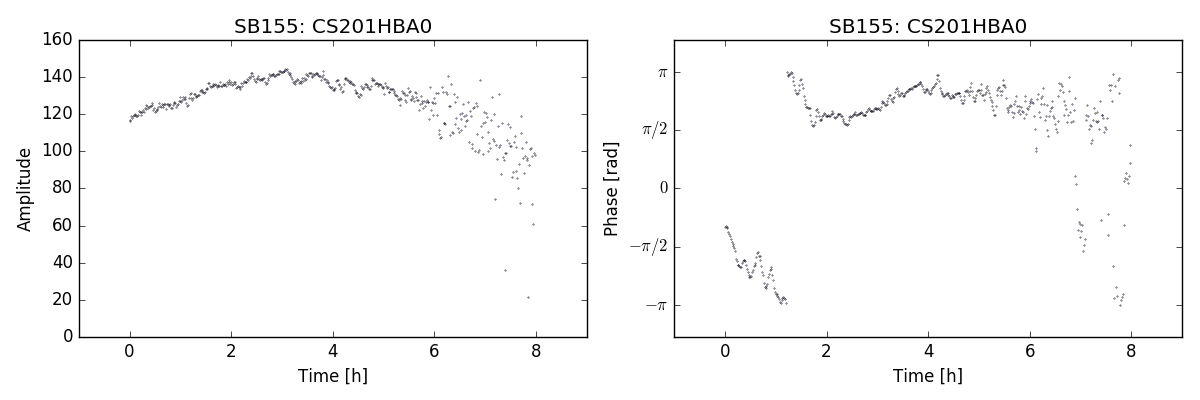 SB155: CS201HBA0
160
140
120
100
80
60
40
20
0
Amplitude
0 2 4 6 8
Time [h]
SB155: CS201HBA0
π
π/2
0
−π/2
−π
Phase [rad]
0 2 4 6 8
Time [h]